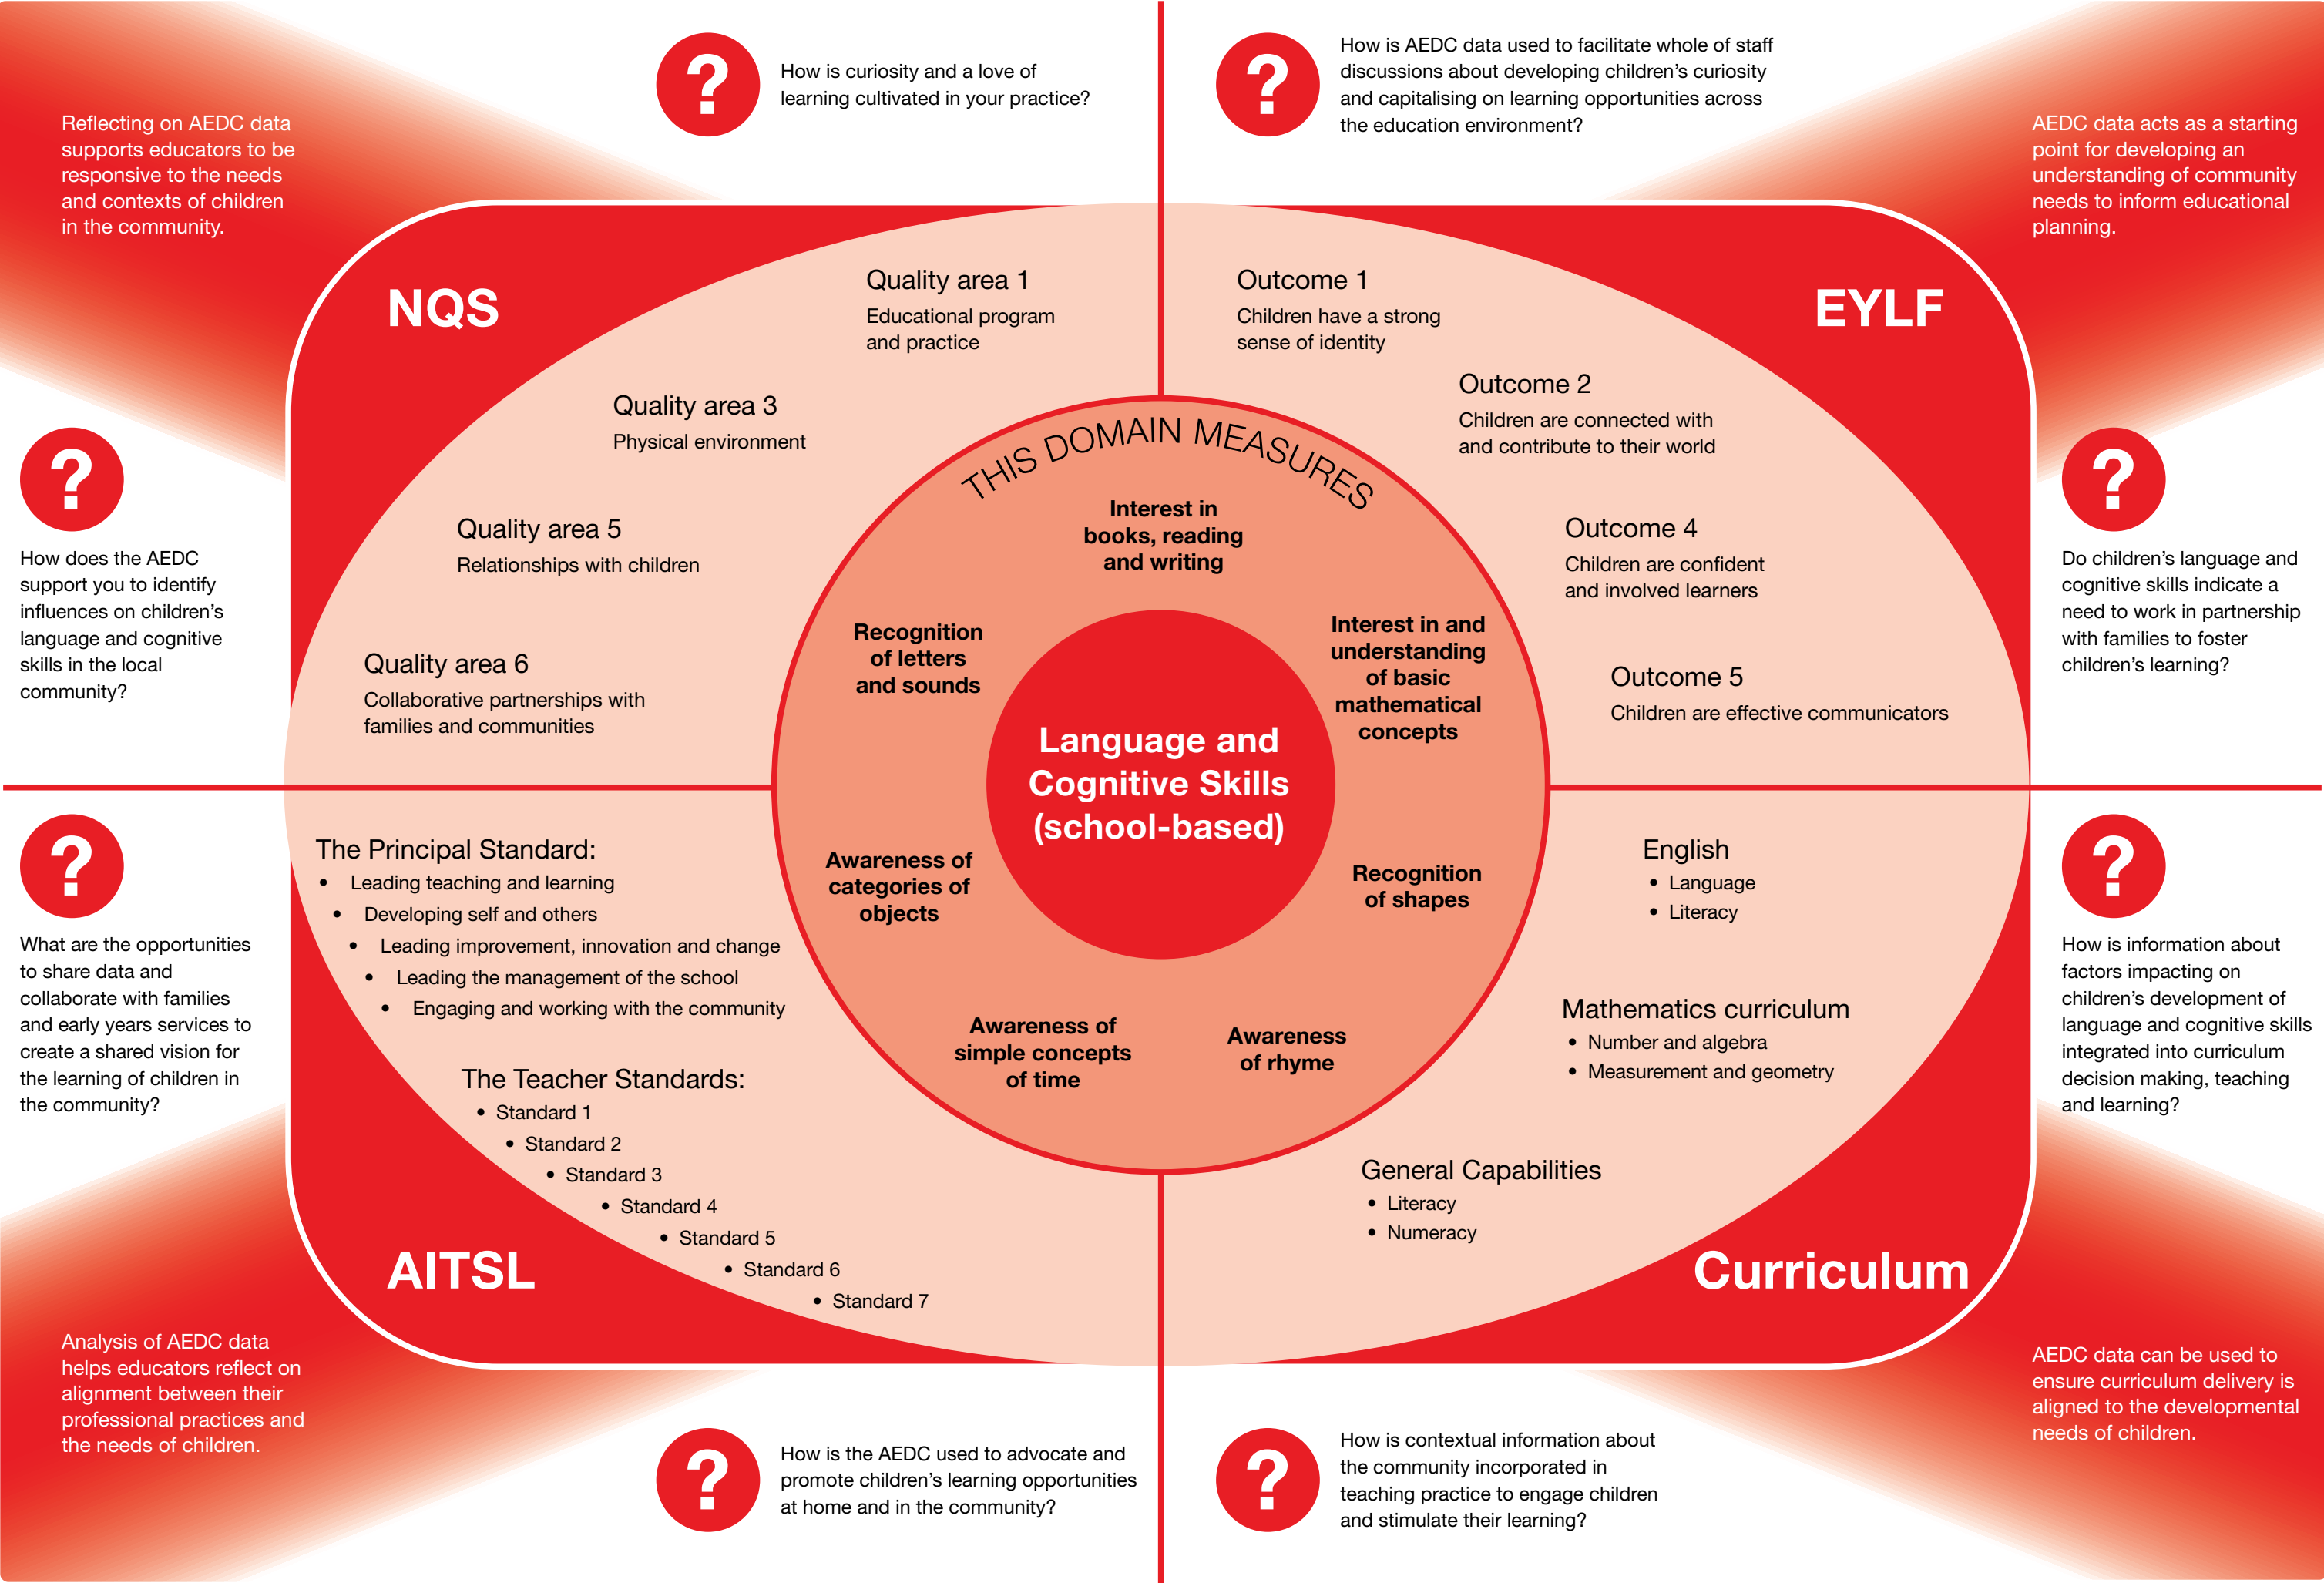 How is curiosity and a love of
learning cultivated in your practice?
How is AEDC data used to facilitate whole of staff
discussions about developing children's curiosity
and capitalising on learning opportunities across
the education environment?
Reflecting on AEDC data
supports educators to be
responsive to the needs
and contexts of children
in the community.
AEDC data acts as a starting
point for developing an
understanding of community
needs to inform educational
planning.
NQS
Quality area 1
Educational program
and practice
Quality area 3
Physical environment
Quality area 5
Relationships with children
Quality area 6
Collaborative partnerships with
families and communities
EYLF
Outcome 1
Children have a strong
sense of identity
Outcome 2
Children are connected with
and contribute to their world
Outcome 4
Children are confident
and involved learners
Outcome 5
Children are effective communicators
?
?
?
How does the AEDC
support you to identify
influences on children's
language and cognitive
skills in the local
community?
?
Do children's language and
cognitive skills indicate a
need to work in partnership
with families to foster
children's learning?
THIS DOMAIN MEASURES
Interest in
books, reading
and writing
Recognition
of letters
and sounds
Interest in and
understanding
of basic
mathematical
concepts
Language and
Cognitive Skills
(school-based)
Awareness of
categories of
objects
Recognition
of shapes
Awareness of
simple concepts
of time
Awareness
of rhyme
?
What are the opportunities
to share data and
collaborate with families
and early years services to
create a shared vision for
the learning of children in
the community?
The Principal Standard:
• Leading teaching and learning
• Developing self and others
• Leading improvement, innovation and change
• Leading the management of the school
• Engaging and working with the community
The Teacher Standards:
• Standard 1
• Standard 2
• Standard 3
• Standard 4
• Standard 5
• Standard 6
• Standard 7
AITSL
English
• Language
• Literacy
Mathematics curriculum
• Number and algebra
• Measurement and geometry
General Capabilities
• Literacy
• Numeracy
Curriculum
?
How is information about
factors impacting on
children's development of
language and cognitive skills
integrated into curriculum
decision making, teaching
and learning?
Analysis of AEDC data
helps educators reflect on
alignment between their
professional practices and
the needs of children.
?
How is the AEDC used to advocate and
promote children's learning opportunities
at home and in the community?
?
How is contextual information about
the community incorporated in
teaching practice to engage children
and stimulate their learning?
AEDC data can be used to
ensure curriculum delivery is
aligned to the developmental
needs of children.